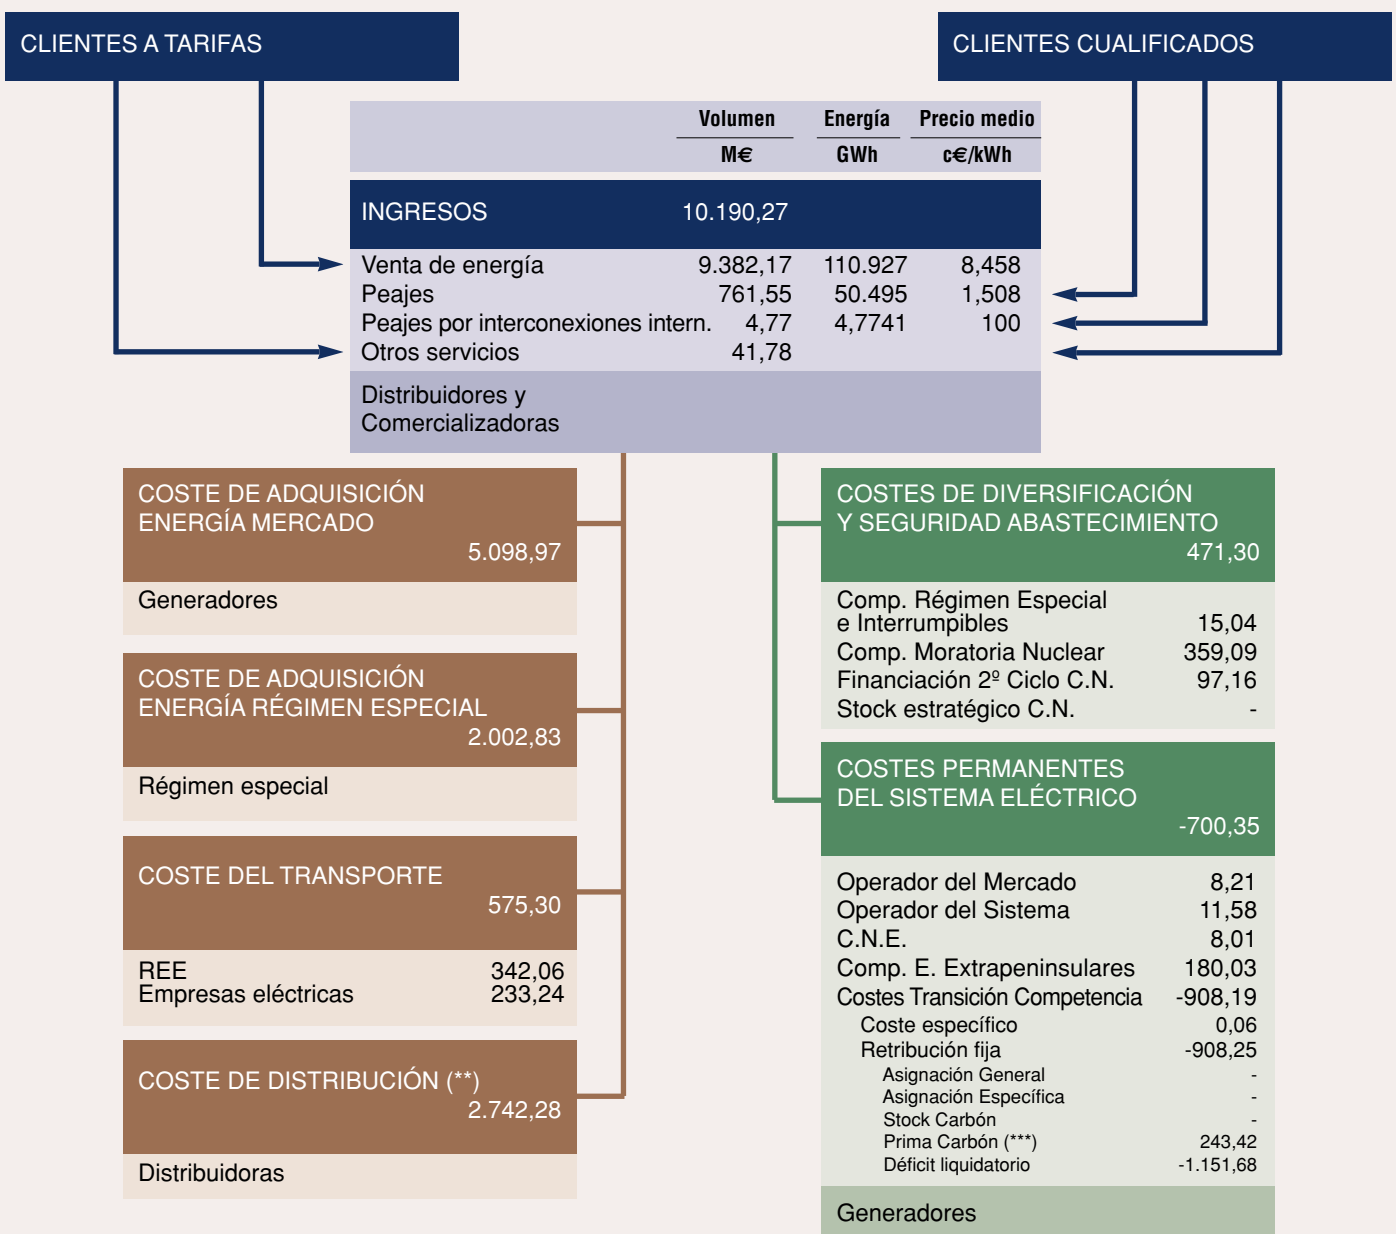 CLIENTES A TARIFAS
CLIENTES CUALIFICADOS
Volumen Energía Precio medio
M€ GWh c€/kWh
INGRESOS 10.190,27
Venta de energía 9.382,17 110.927 8,458
Peajes 761,55 50.495 1,508
Peajes por interconexiones intern. 4,77 4,7741 100
Otros servicios 41,78
Distribuidores y
Comercializadoras
COSTE DE ADQUISICIÓN
ENERGÍA MERCADO
5.098,97
Generadores
COSTE DE ADQUISICIÓN
ENERGÍA RÉGIMEN ESPECIAL
2.002,83
Régimen especial
COSTE DEL TRANSPORTE
575,30
REE 342,06
Empresas eléctricas 233,24
COSTE DE DISTRIBUCIÓN (**)
2.742,28
Distribuidoras
COSTES DE DIVERSIFICACIÓN
Y SEGURIDAD ABASTECIMIENTO
471,30
Comp. Régimen Especial
e Interrumpibles 15,04
Comp. Moratoria Nuclear 359,09
Financiación 2º Ciclo C.N. 97,16
Stock estratégico C.N. -
COSTES PERMANENTES
DEL SISTEMA ELÉCTRICO
-700,35
Operador del Mercado 8,21
Operador del Sistema 11,58
C.N.E. 8,01
Comp. E. Extrapeninsulares 180,03
Costes Transición Competencia -908,19
Coste específico 0,06
Retribución fija -908,25
Asignación General -
Asignación Específica -
Stock Carbón -
Prima Carbón (***) 243,42
Déficit liquidatorio -1.151,68
Generadores